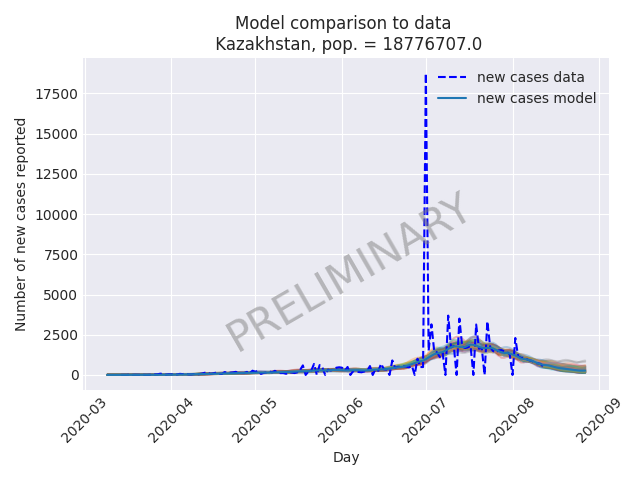 Model comparison to data
Kazakhstan, pop. = 18776707.0
new cases data
new cases model
17500
15000
12500
10000
7500
5000
2500
0
Number of new cases reported
PRELIMINARY
2020-03
2020-04
2020-05
2020-06
2020-07
2020-08
2020-09
Day